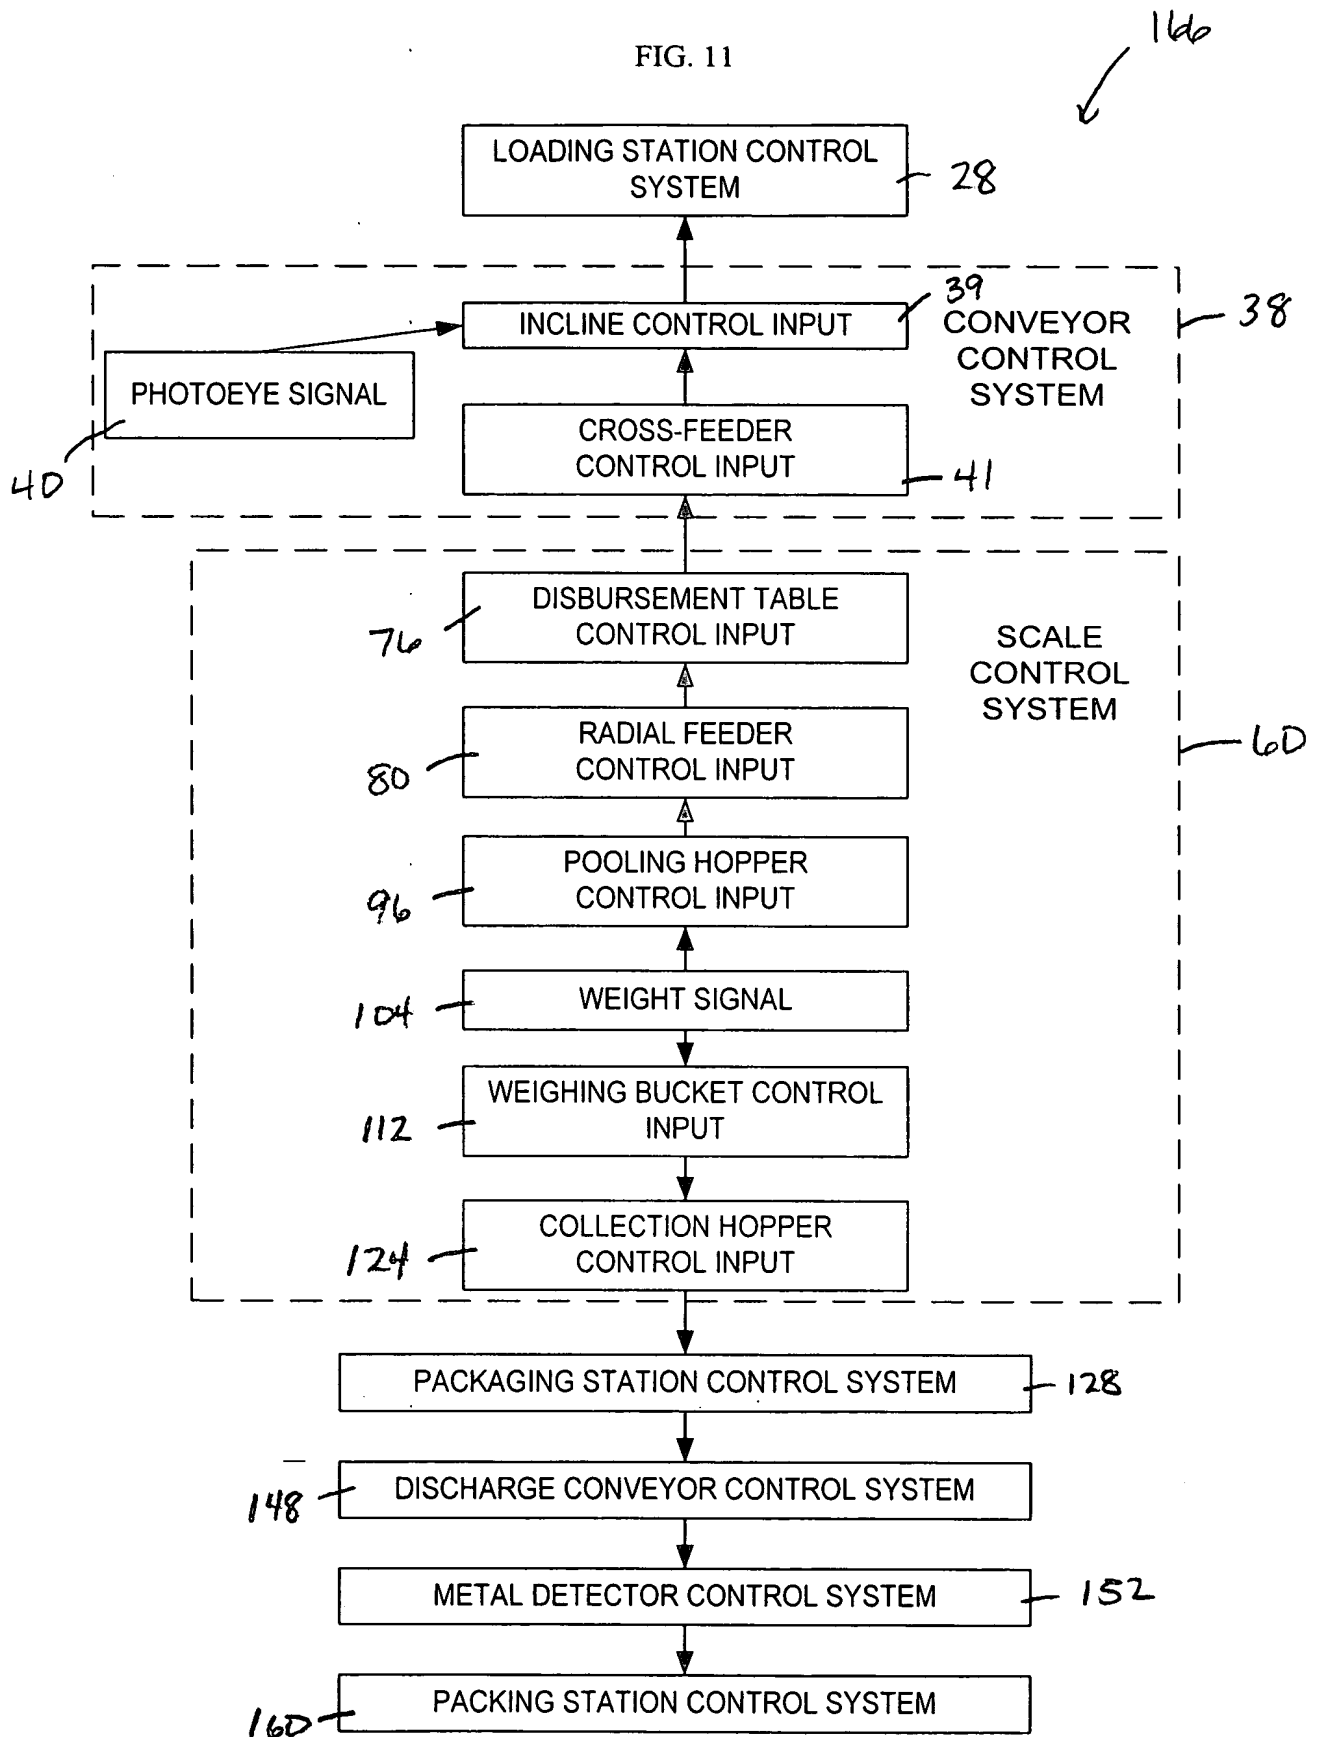 166
FIG. 11
LOADING STATION CONTROL
SYSTEM
28
39
INCLINE CONTROL INPUT
CONVEYOR
CONTROL
SYSTEM
38
PHOTOEYE SIGNAL
40
CROSS-FEEDER
CONTROL INPUT
41
DISBURSEMENT TABLE
CONTROL INPUT
76
SCALE
CONTROL
SYSTEM
60
RADIAL FEEDER
CONTROL INPUT
80
POOLING HOPPER
CONTROL INPUT
96
WEIGHT SIGNAL
104
WEIGHING BUCKET CONTROL
INPUT
112
COLLECTION HOPPER
CONTROL INPUT
124
PACKAGING STATION CONTROL SYSTEM
128
DISCHARGE CONVEYOR CONTROL SYSTEM
148
METAL DETECTOR CONTROL SYSTEM
152
PACKING STATION CONTROL SYSTEM
160